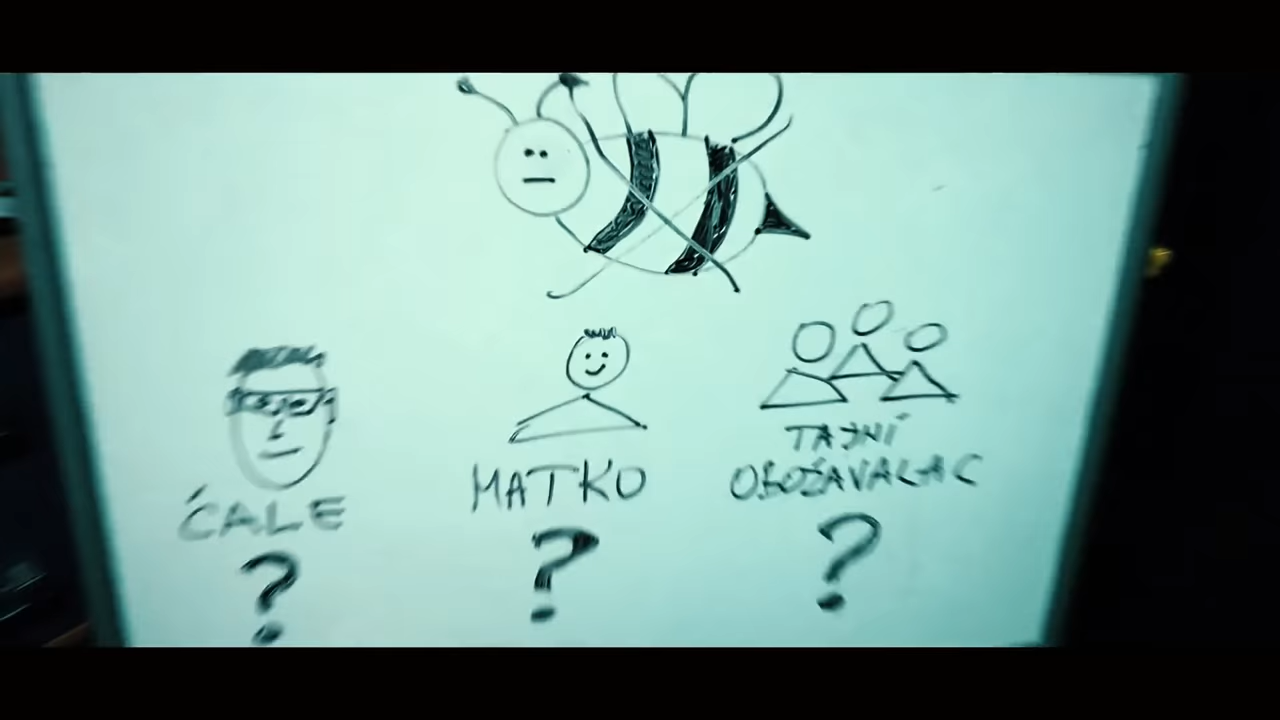 ĆALE
?
MATKO
?
TAJNI
OBOŽAVALAC
?